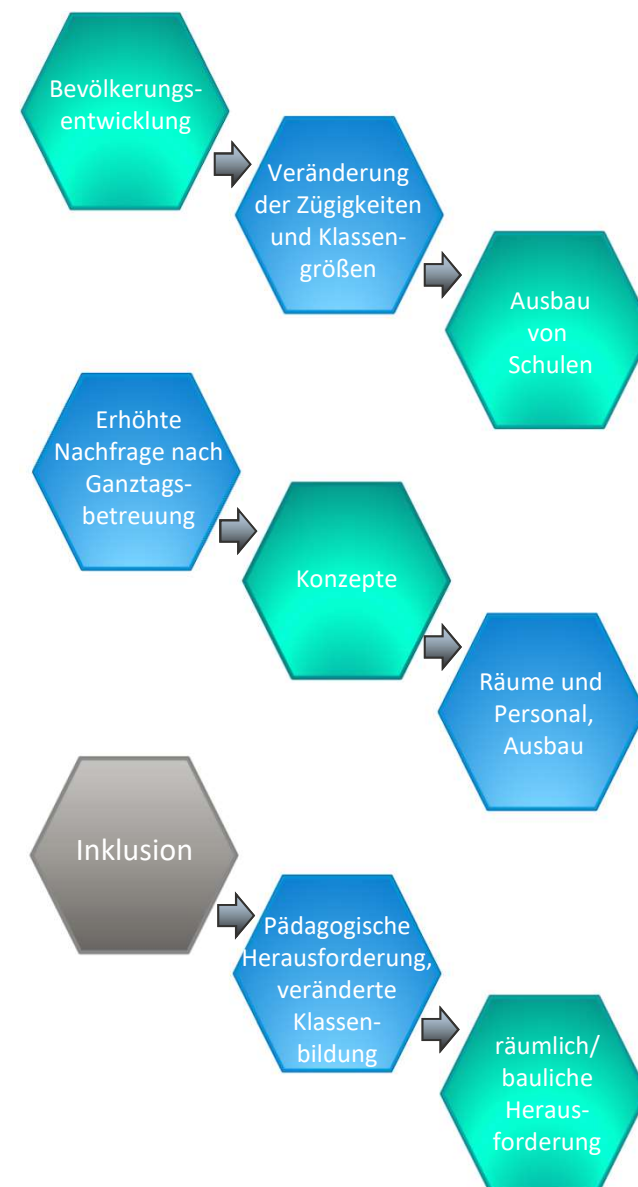 Bevölkerungs-
entwicklung
Veränderung
der Zügigkeiten
und Klassen-
größen
Ausbau
von
Schulen
Erhöhte
Nachfrage nach
Ganztags-
betreuung
Konzepte
Räume und
Personal,
Ausbau
Inklusion
Pädagogische
Herausforderung,
veränderte
Klassen-
bildung
räumlich/
bauliche
Heraus-
forderung